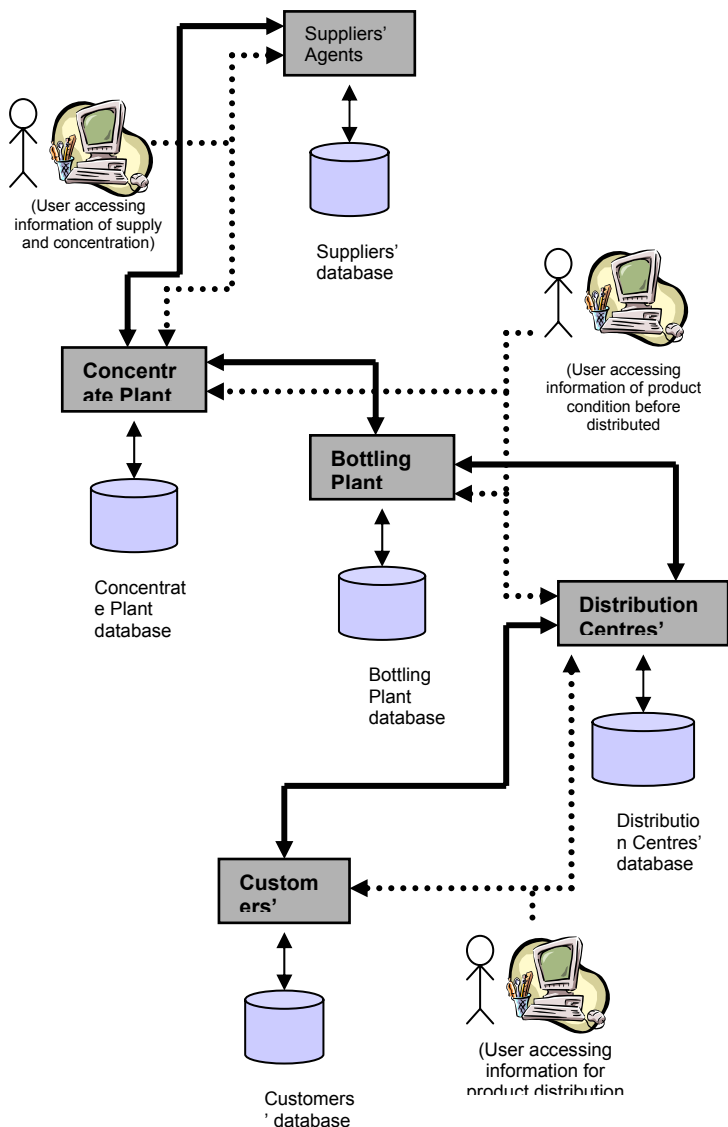 Suppliers'
Agents
(User accessing
information of supply
and concentration)
Suppliers'
database
Concentr
ate Plant
(User accessing
information of product
condition before
distributed
Bottling
Plant
Concentrat
e Plant
database
Distribution
Centres'
Bottling
Plant
database
Distributio
n Centres'
database
Custom
ers'
(User accessing
information for
product distribution
Customers
' database